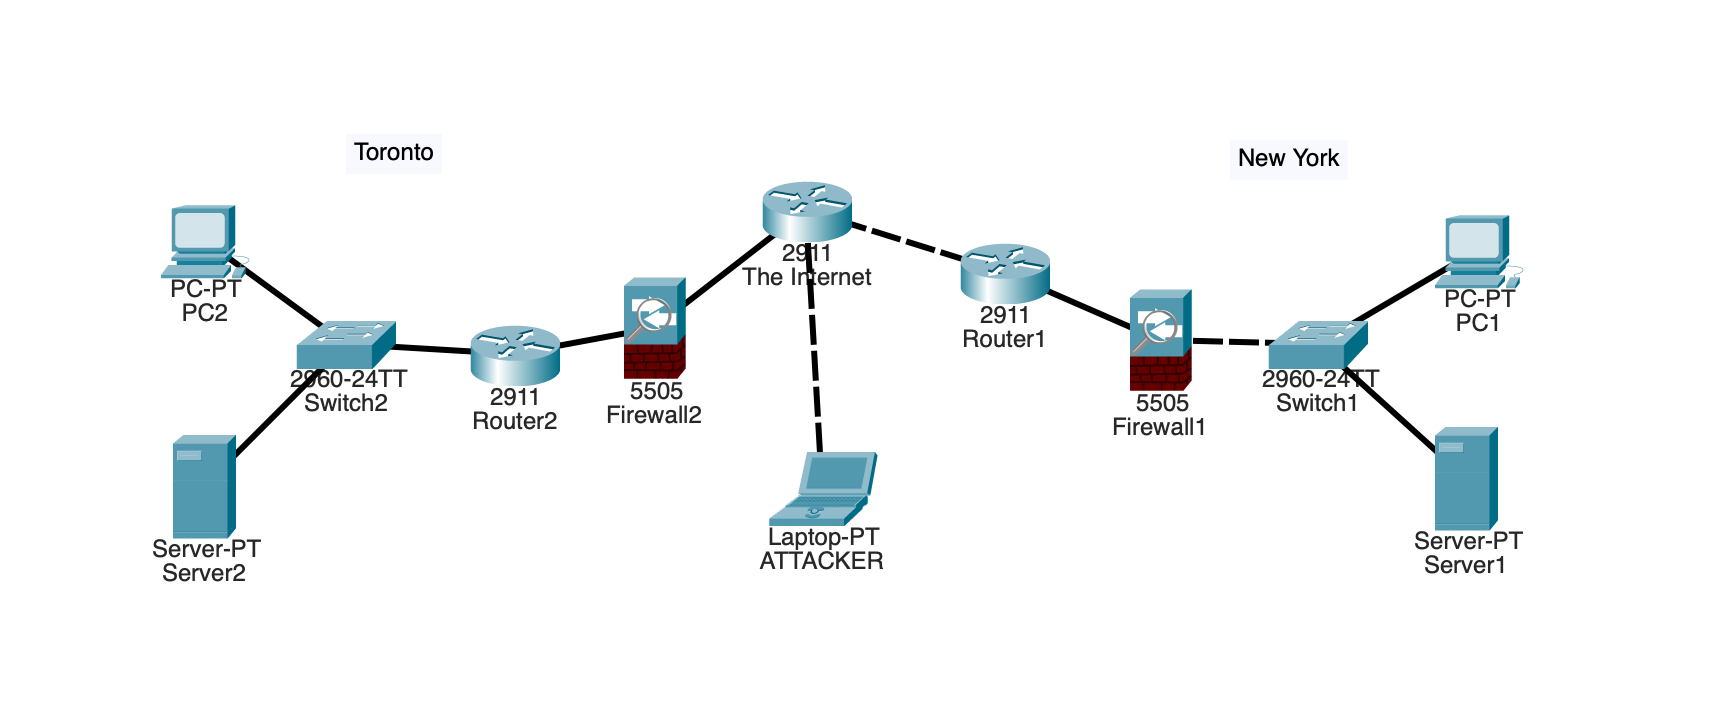 Toronto
New York
PC-PT
PC2
2960-24TT
Switch2
Server-PT
Server2
2911
Router2
5505
Firewall2
2911
The Internet
Laptop-PT
ATTACKER
2911
Router1
5505
Firewall1
2960-24TT
Switch1
PC-PT
PC1
Server-PT
Server1